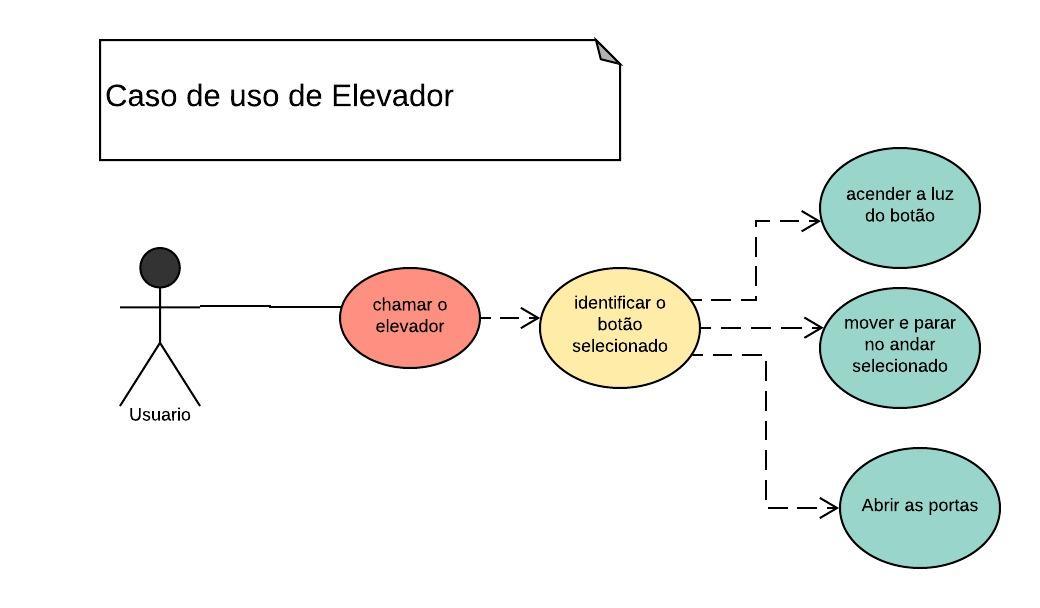 Caso de uso de Elevador
acender a luz
do botão
chamar o
elevador
identificar o
botão
selecionado
mover e parar
no andar
selecionado
Usuario
Abrir as portas